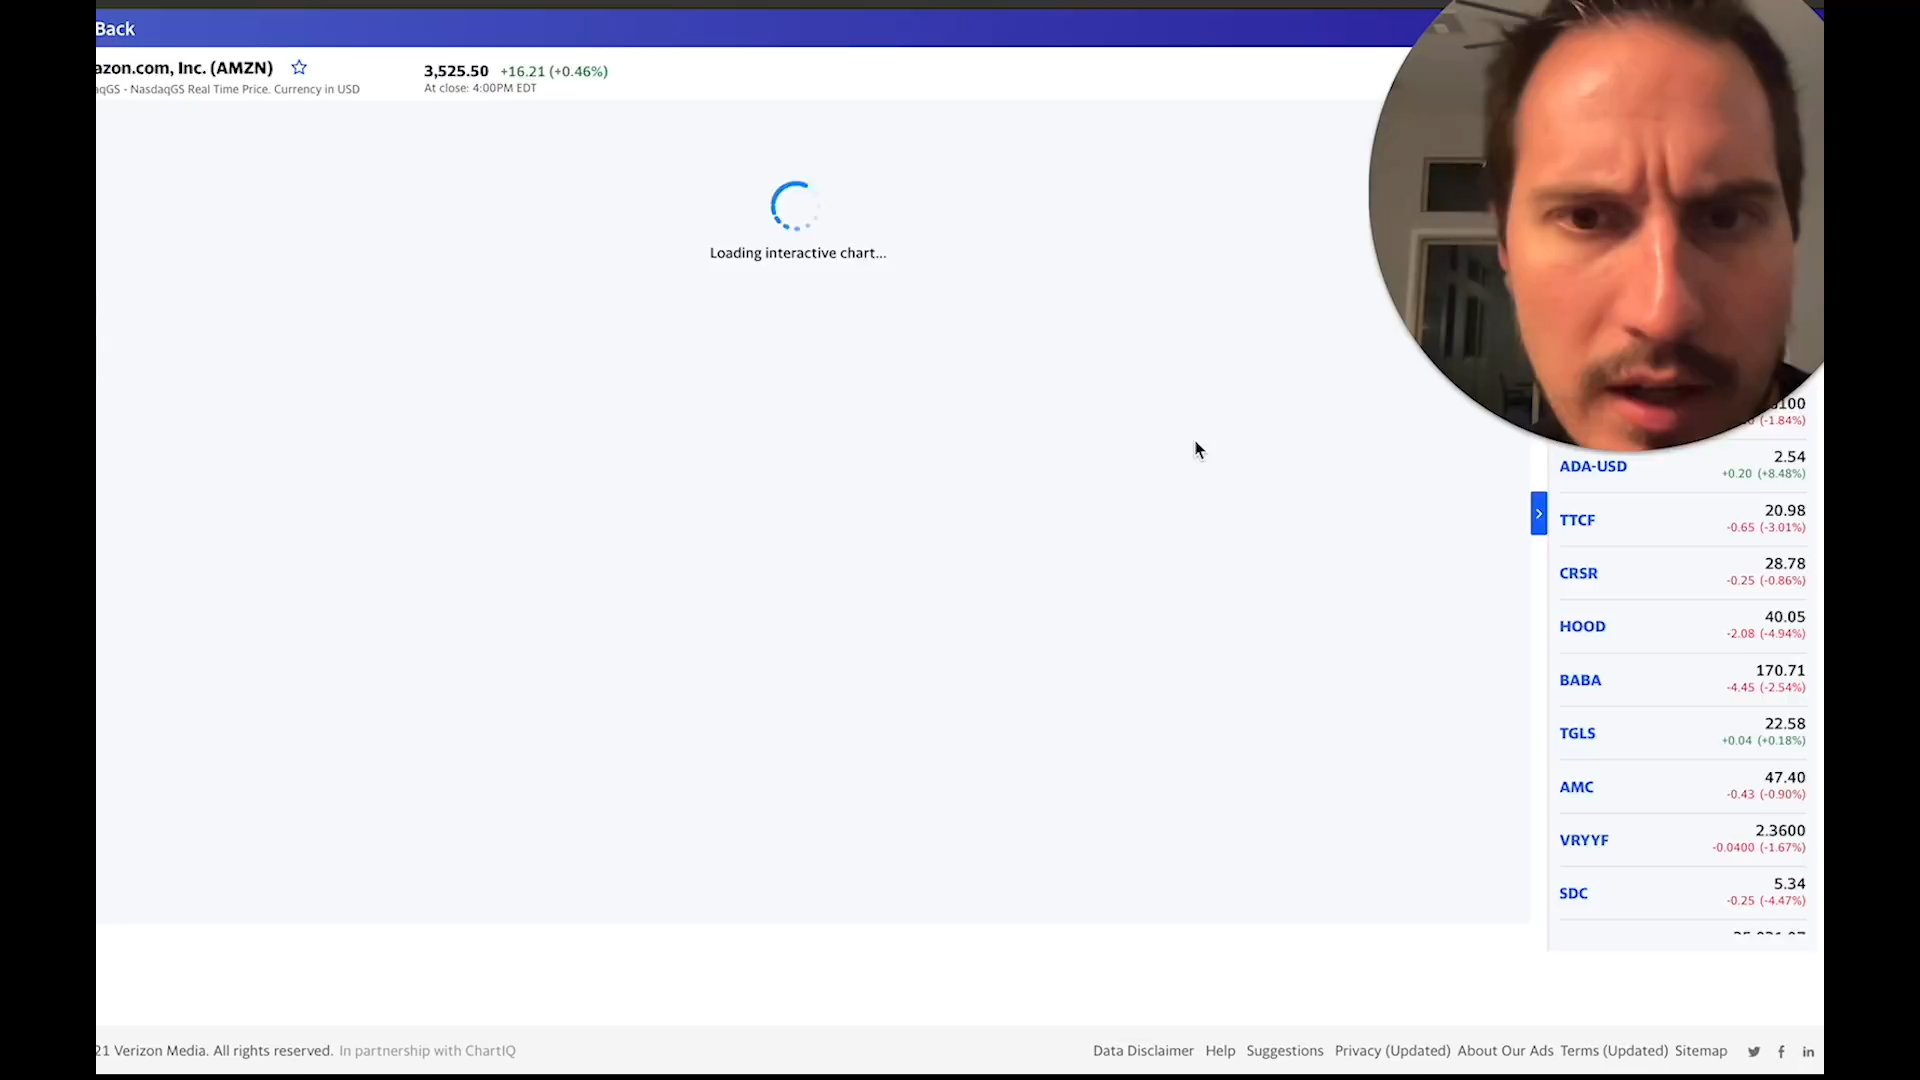 Back
azon.com, Inc. (AMZN)
aqGS - NasdaqGS Real Time Price. Currency in USD
3,525.50 +16.21 (+0.46%)
At close: 4:00PM EDT
Loading interactive chart...
100
(-1.84%)
ADA-USD 2.54
+0.20 (+8.48%)
TTCF 20.98
-0.65 (-3.01%)
CRSR 28.78
-0.25 (-0.86%)
HOOD 40.05
-2.08 (-4.94%)
BABA 170.71
-4.45 (-2.54%)
TGLS 22.58
+0.04 (+0.18%)
AMC 47.40
-0.43 (-0.90%)
VRYYF 2.3600
-0.0400 (-1.67%)
SDC 5.34
-0.25 (-4.47%)
21 Verizon Media. All rights reserved. In partnership with ChartIQ
Data Disclaimer Help Suggestions Privacy (Updated) About Our Ads Terms (Updated) Sitemap